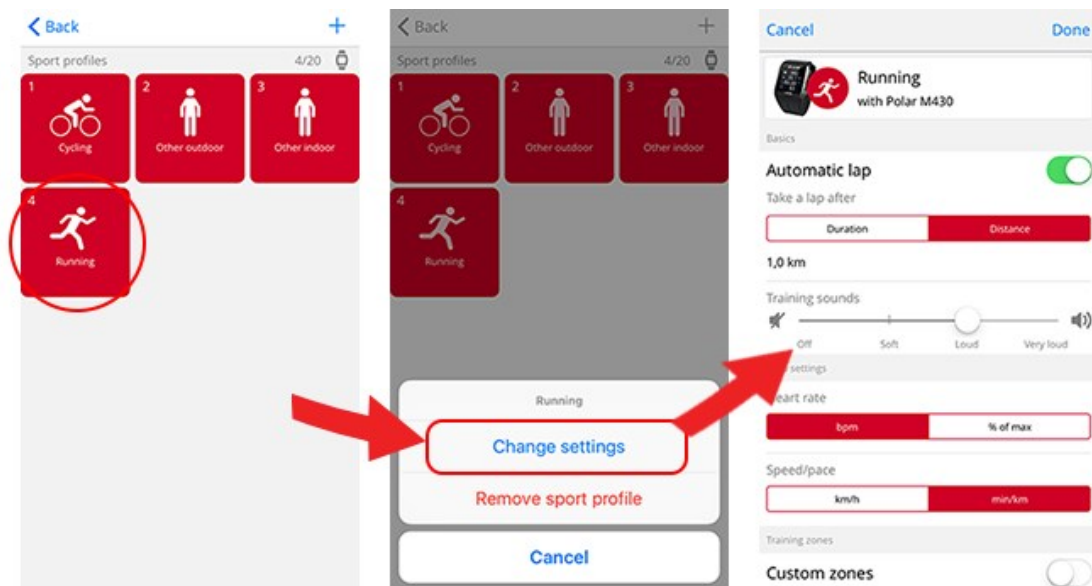 Back
+
Sport profiles 4/20
1
Cycling
2
Other outdoor
3
Other indoor
4
Running
Back
+
Sport profiles 4/20
1
Cycling
2
Other outdoor
3
Other indoor
4
Running
Running
Change settings
Remove sport profile
Cancel
Cancel Done
Running
with Polar M430
Basics
Automatic lap
Take a lap after
Duration Distance
1,0 km
Training sounds
Off Soft Loud Very loud
settings
eart rate
bpm % of max
Speed/pace
km/h min/km
Training zones
Custom zones